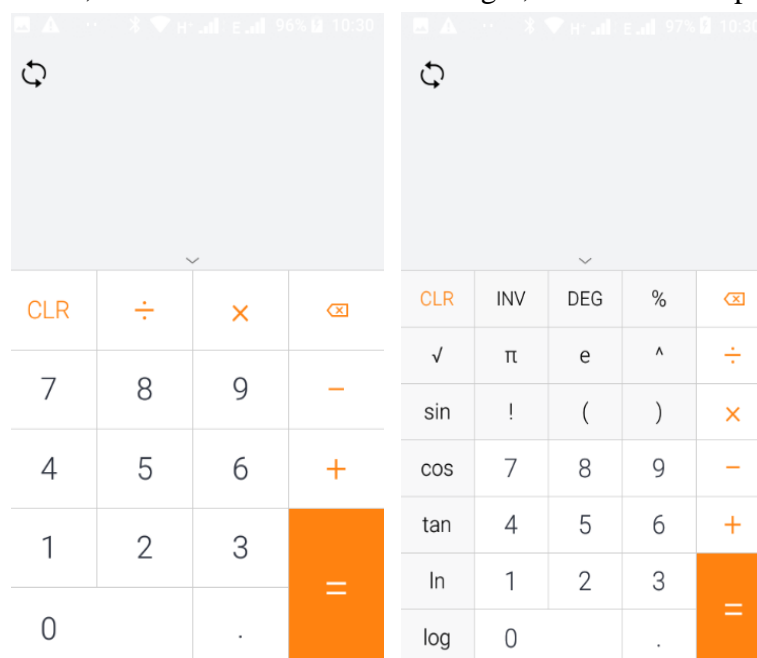 H+ E 96% 10:30
CLR ÷ ×
7 8 9 −
4 5 6 +
1 2 3 =
0 .
H+ E 97% 10:30
CLR INV DEG %
√ π e ^ ÷
sin ! ( ) ×
cos 7 8 9 −
tan 4 5 6 +
ln 1 2 3 =
log 0 .